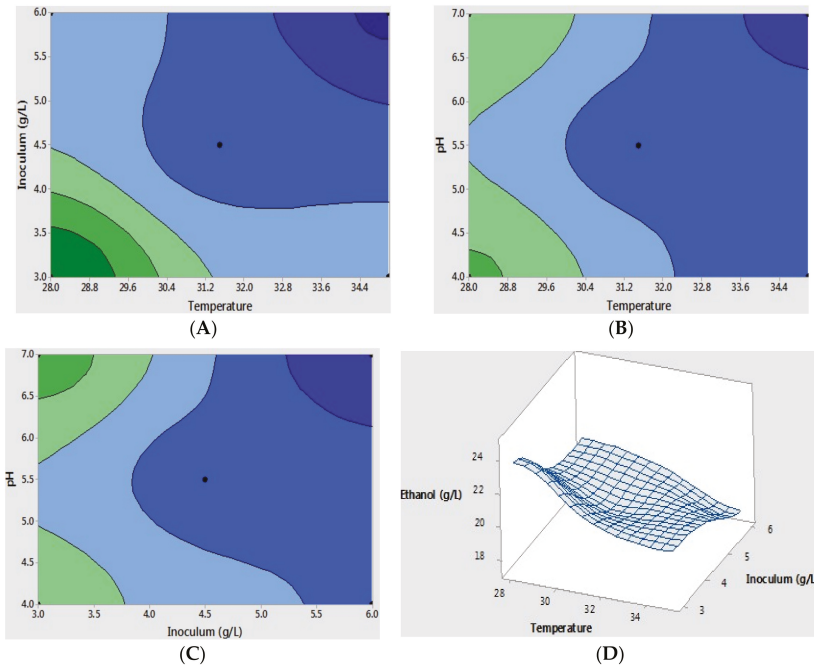 6.0
5.5
5.0
4.5
4.0
3.5
3.0
Inoculum (g/L)
28.0 28.8 29.6 30.4 31.2 32.0 32.8 33.6 34.4
Temperature
(A)
7.0
6.5
6.0
5.5
5.0
4.5
4.0
pH
28.0 28.8 29.6 30.4 31.2 32.0 32.8 33.6 34.4
Temperature
(B)
7.0
6.5
6.0
5.5
5.0
4.5
4.0
pH
3.0 3.5 4.0 4.5 5.0 5.5 6.0
Inoculum (g/L)
(C)
24
22
20
18
Ethanol (g/L)
28 30 32 34
Temperature
3
4
5
6
Inoculum (g/L
(D)